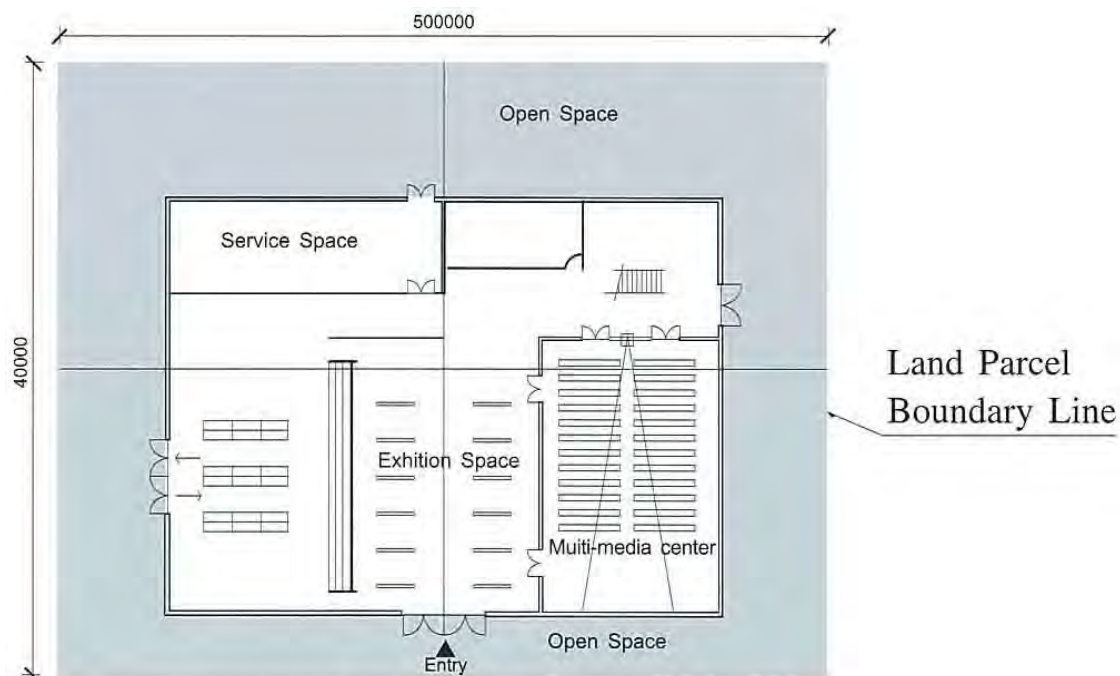 500000
Open Space
Service Space
40000
Land Parcel
Boundary Line
Exhition Space
Muiti-media center
Open Space
Entry